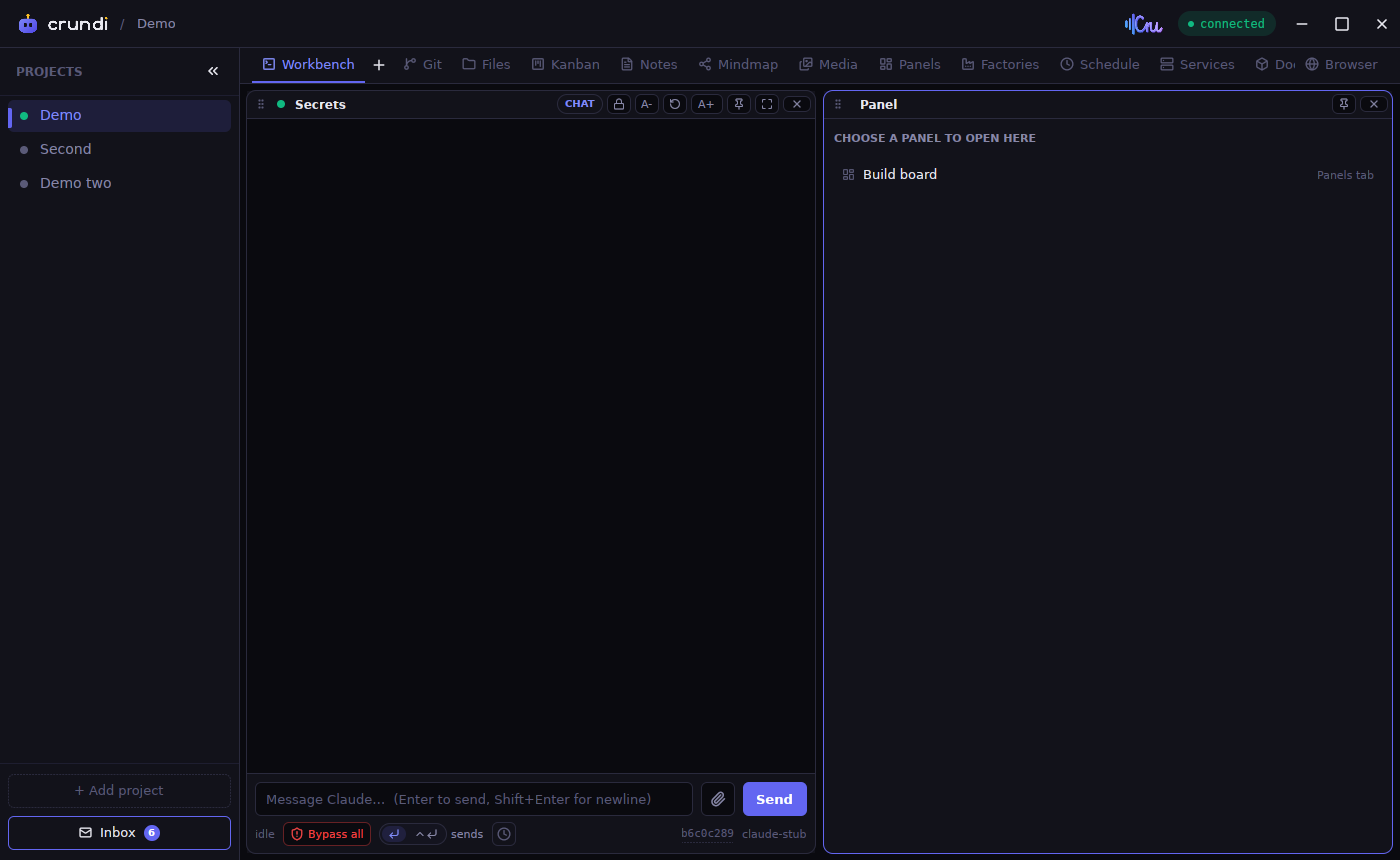 crundi / Demo
Cru
connected
PROJECTS
Workbench
Git
Files
Kanban
Notes
Mindmap
Media
Panels
Factories
Schedule
Services
Browser
Demo
Second
Demo two
Secrets
CHAT
A-
A+
Panel
CHOOSE A PANEL TO OPEN HERE
Build board
Panels tab
+ Add project
Inbox 6
Message Claude... (Enter to send, Shift+Enter for newline)
Send
idle
Bypass all
sends
b6c0c289
claude-stub